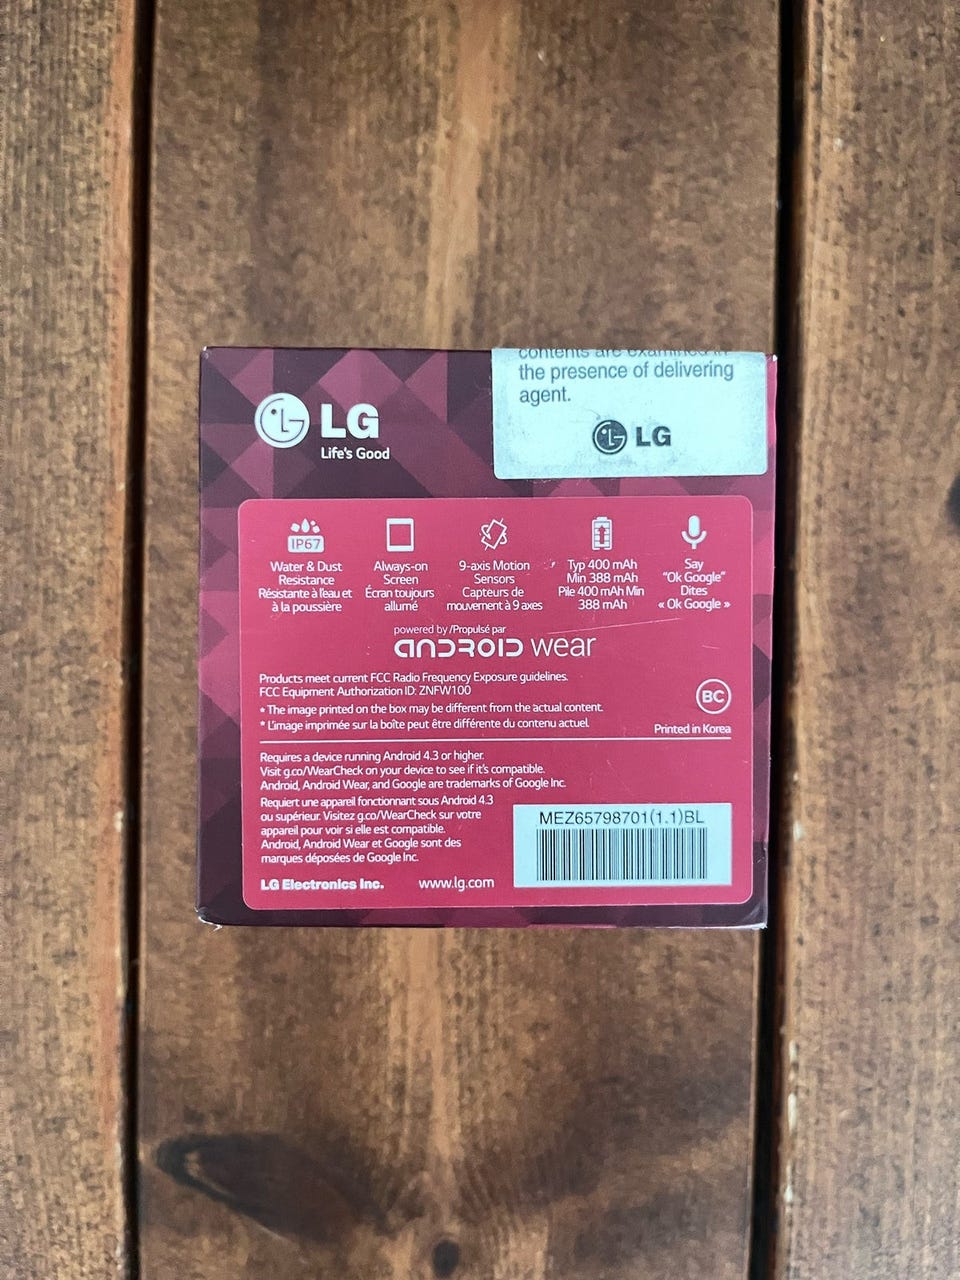 LG
Life's Good
contents are examined in
the presence of delivering
agent.
LG
IP67
Water & Dust
Resistance
Résistante à l'eau et
à la poussière
Always-on
Screen
Écran toujours
allumé
9-axis Motion
Sensors
Capteurs de
mouvement à 9 axes
Typ 400 mAh
Min 388 mAh
Pile 400 mAh Min
388 mAh
Say
"Ok Google"
Dites
« Ok Google »
powered by /Propulsé par
ANDROID wear
Products meet current FCC Radio Frequency Exposure guidelines.
FCC Equipment Authorization ID: ZNFW100
* The image printed on the box may be different from the actual content.
* L'image imprimée sur la boîte peut être différente du contenu actuel.
BC
Printed in Korea
Requires a device running Android 4.3 or higher.
Visit g.co/WearCheck on your device to see if it's compatible.
Android, Android Wear, and Google are trademarks of Google Inc.
Requiert une appareil fonctionnant sous Android 4.3
ou supérieur. Visitez g.co/WearCheck sur votre
appareil pour voir si elle est compatible.
Android, Android Wear et Google sont des
marques déposées de Google Inc.
LG Electronics Inc. www.lg.com
MEZ65798701(1.1)BL